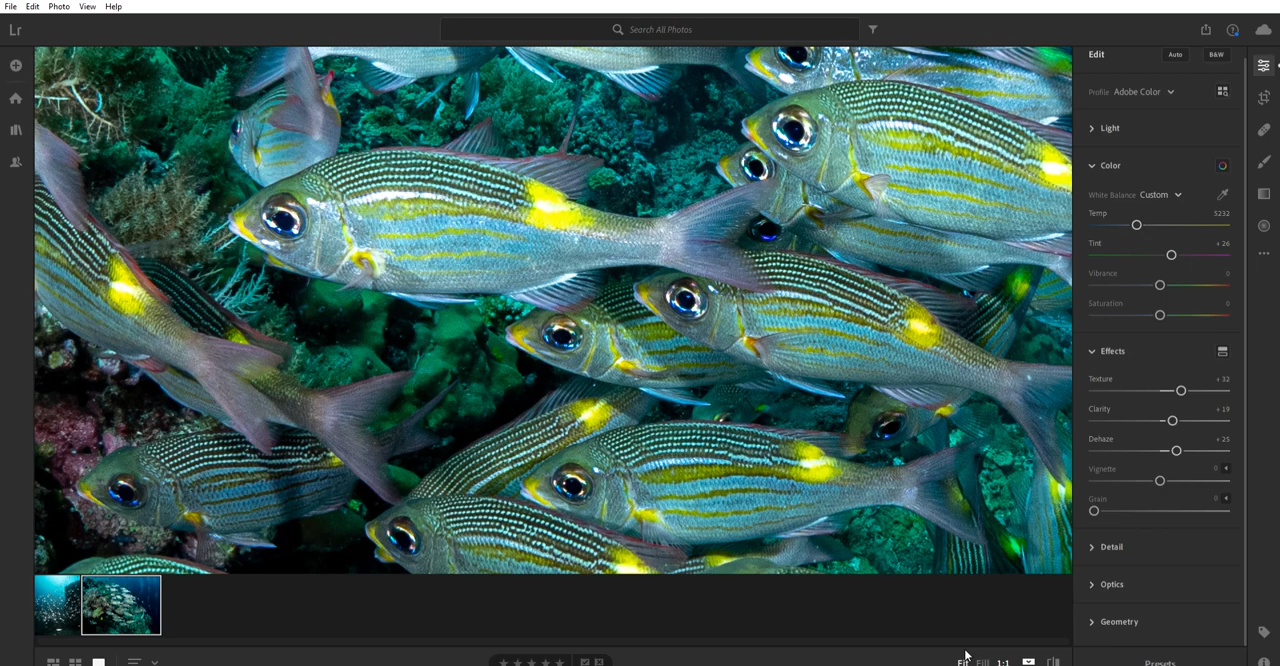 File Edit Photo View Help
Lr
Search All Photos
Edit Auto B&W
Profile Adobe Color
Light
Color
White Balance Custom
Temp 5232
Tint + 26
Vibrance 0
Saturation 0
Effects
Texture + 32
Clarity + 19
Dehaze + 25
Vignette 0
Grain 0
Detail
Optics
Geometry
Fit Fill 1:1
Presets